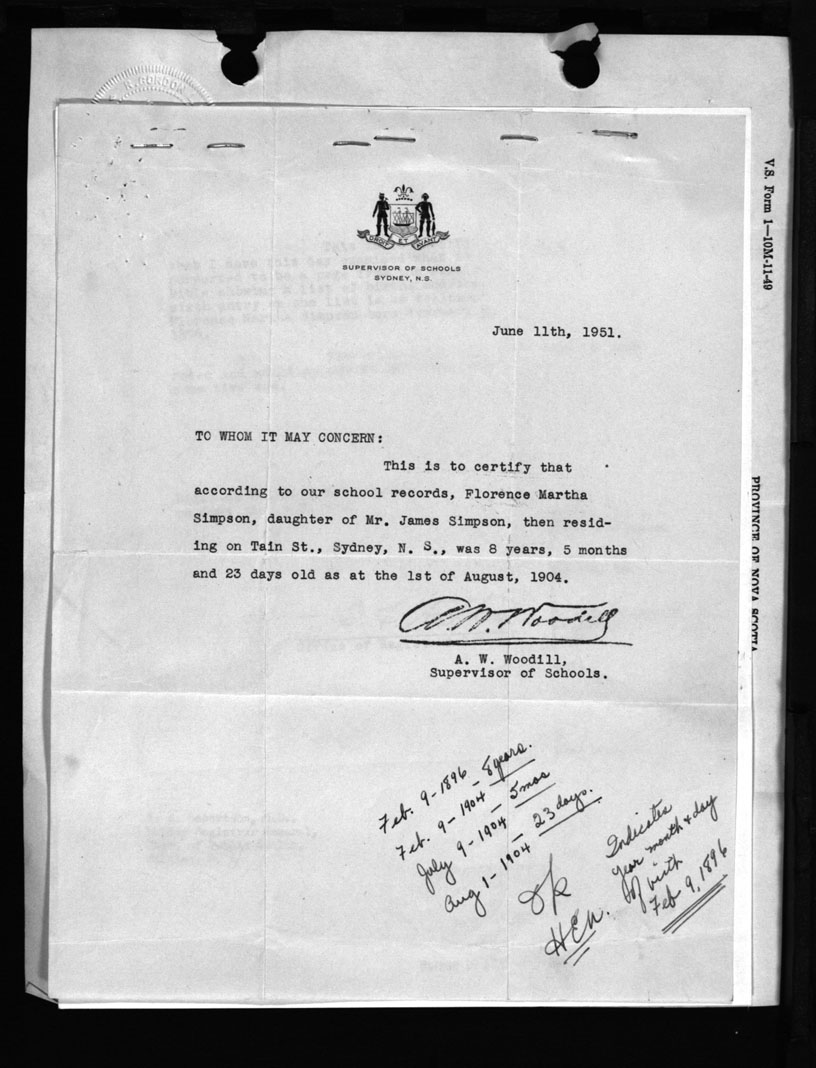 R. GORDON
DROIT ET AVANT
SUPERVISOR OF SCHOOLS
SYDNEY, N.S.
June 11th, 1951.
TO WHOM IT MAY CONCERN:
This is to certify that
according to our school records, Florence Martha
Simpson, daughter of Mr. James Simpson, then resid-
ing on Tain St., Sydney, N. S., was 8 years, 5 months
and 23 days old as at the 1st of August, 1904.
A. W. Woodill
A. W. Woodill,
Supervisor of Schools.
Feb. 9-1896 - 8 years.
Feb. 9-1904 - 5 mos
July 9-1904 - 23 days.
Aug 1-1904
OK
H.E.W.
Indicates
year month + day
of birth
Feb 9, 1896
V.S. Form 1—10M-11-49
PROVINCE OF NOVA SCOTIA